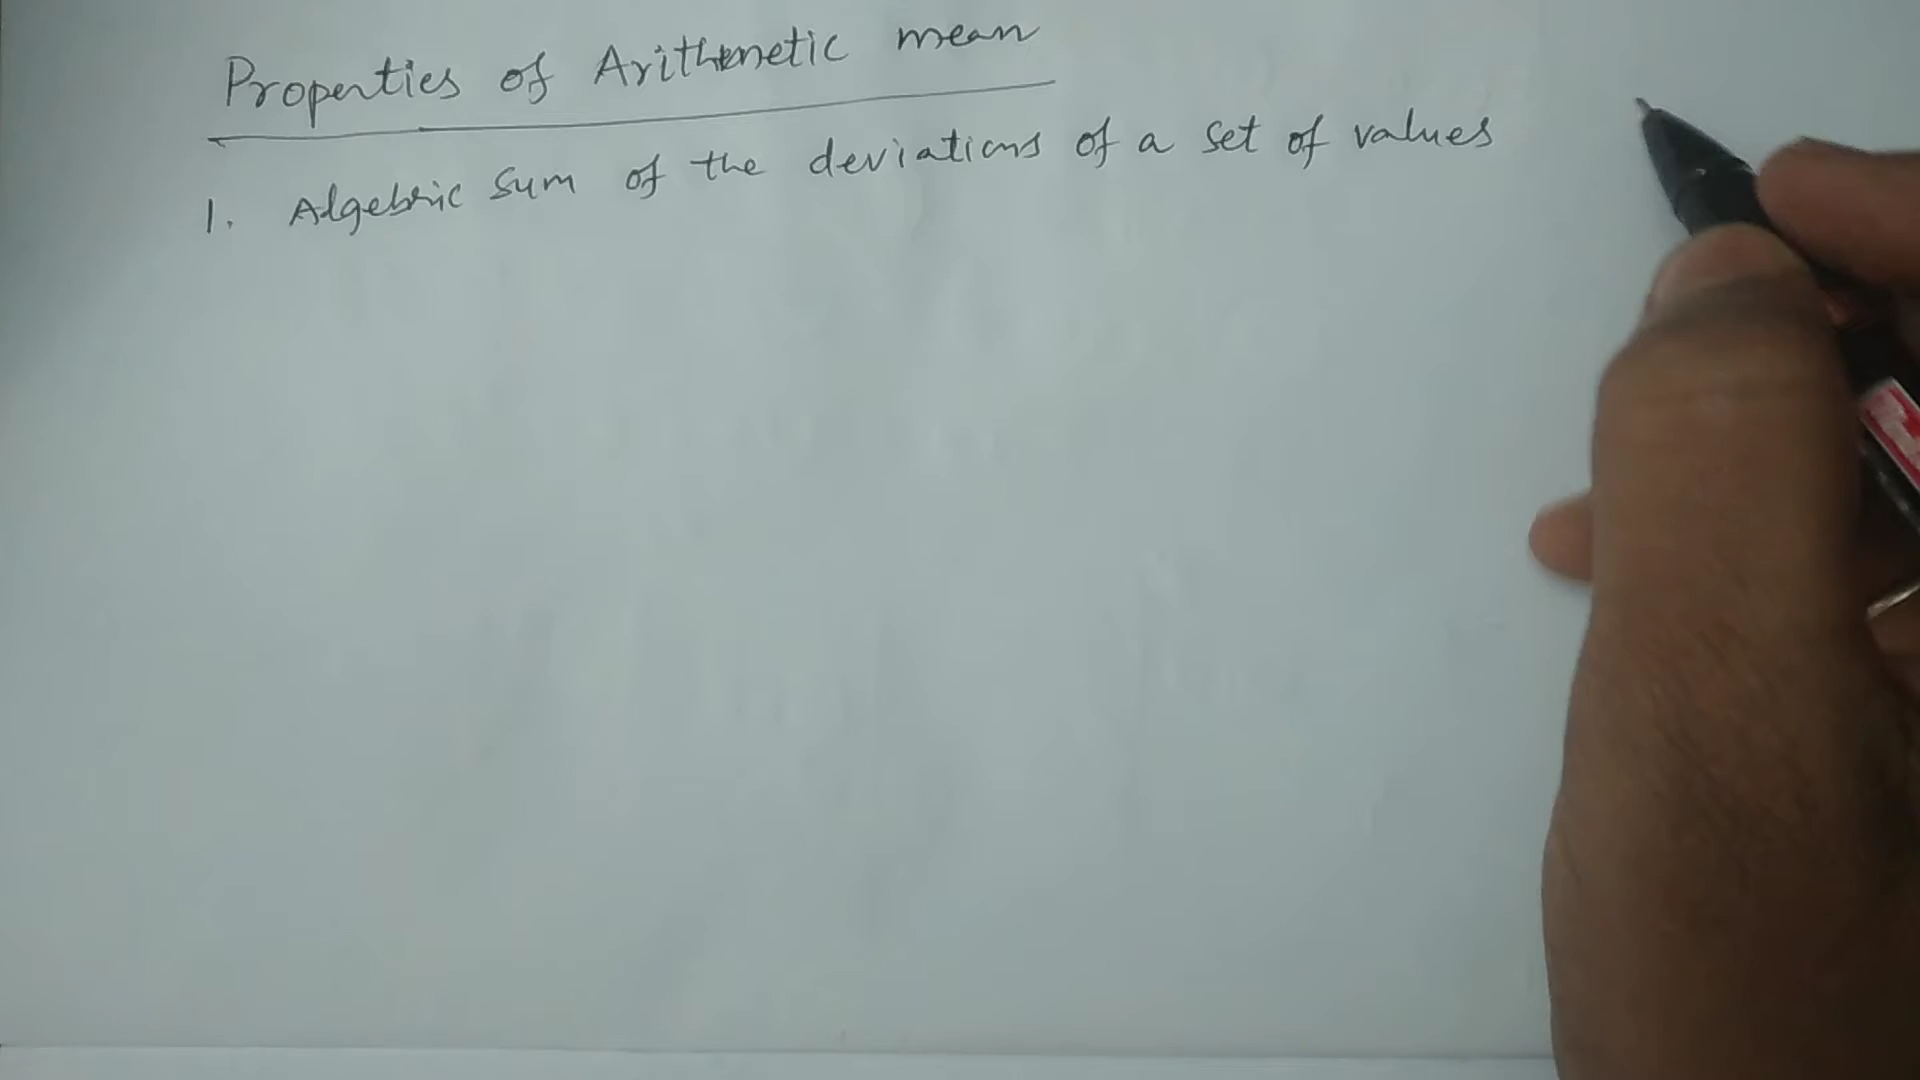 Properties of Arithmetic mean
1. Algebric sum of the deviations of a set of values